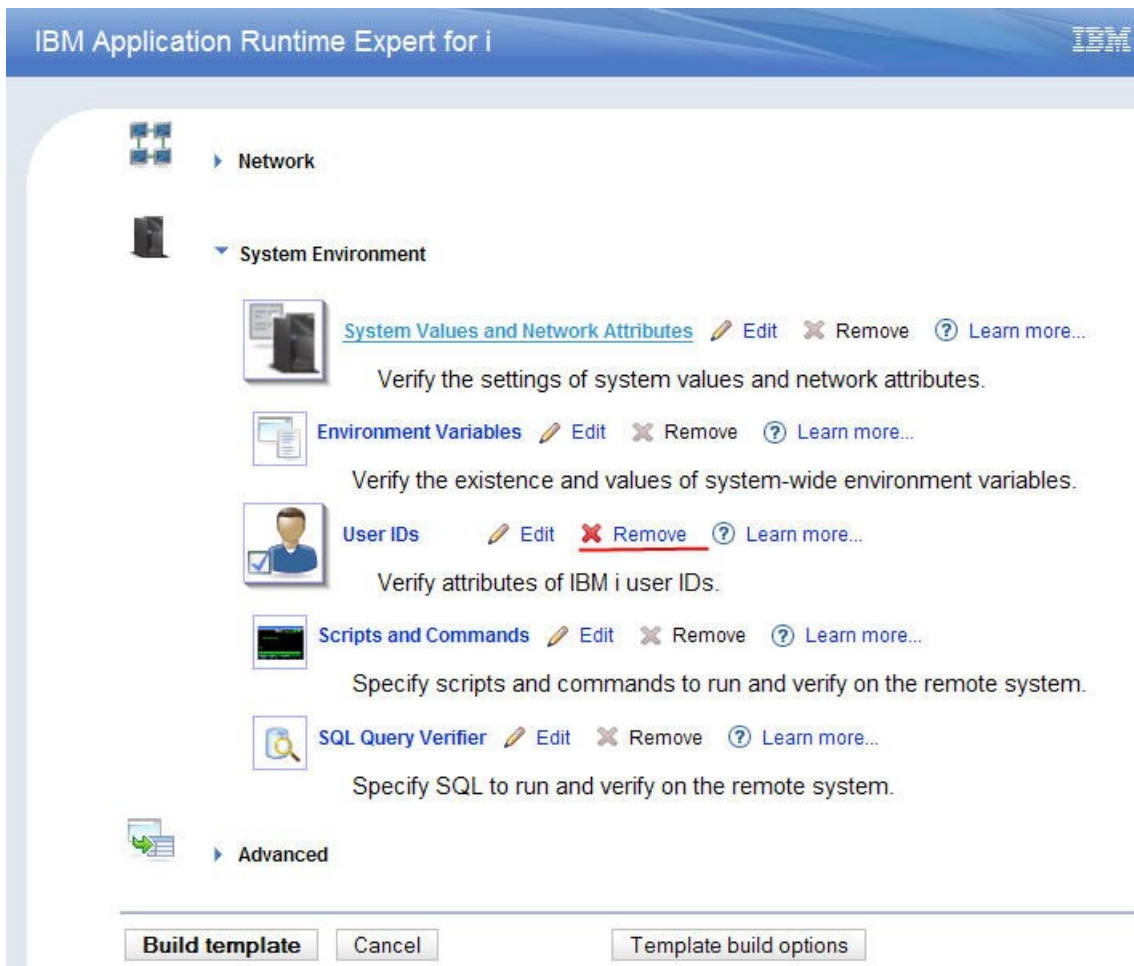 IBM Application Runtime Expert for i IBM
Network
System Environment
System Values and Network Attributes Edit Remove Learn more...
Verify the settings of system values and network attributes.
Environment Variables Edit Remove Learn more...
Verify the existence and values of system-wide environment variables.
User IDs Edit Remove Learn more...
Verify attributes of IBM i user IDs.
Scripts and Commands Edit Remove Learn more...
Specify scripts and commands to run and verify on the remote system.
SQL Query Verifier Edit Remove Learn more...
Specify SQL to run and verify on the remote system.
Advanced
Build template Cancel Template build options